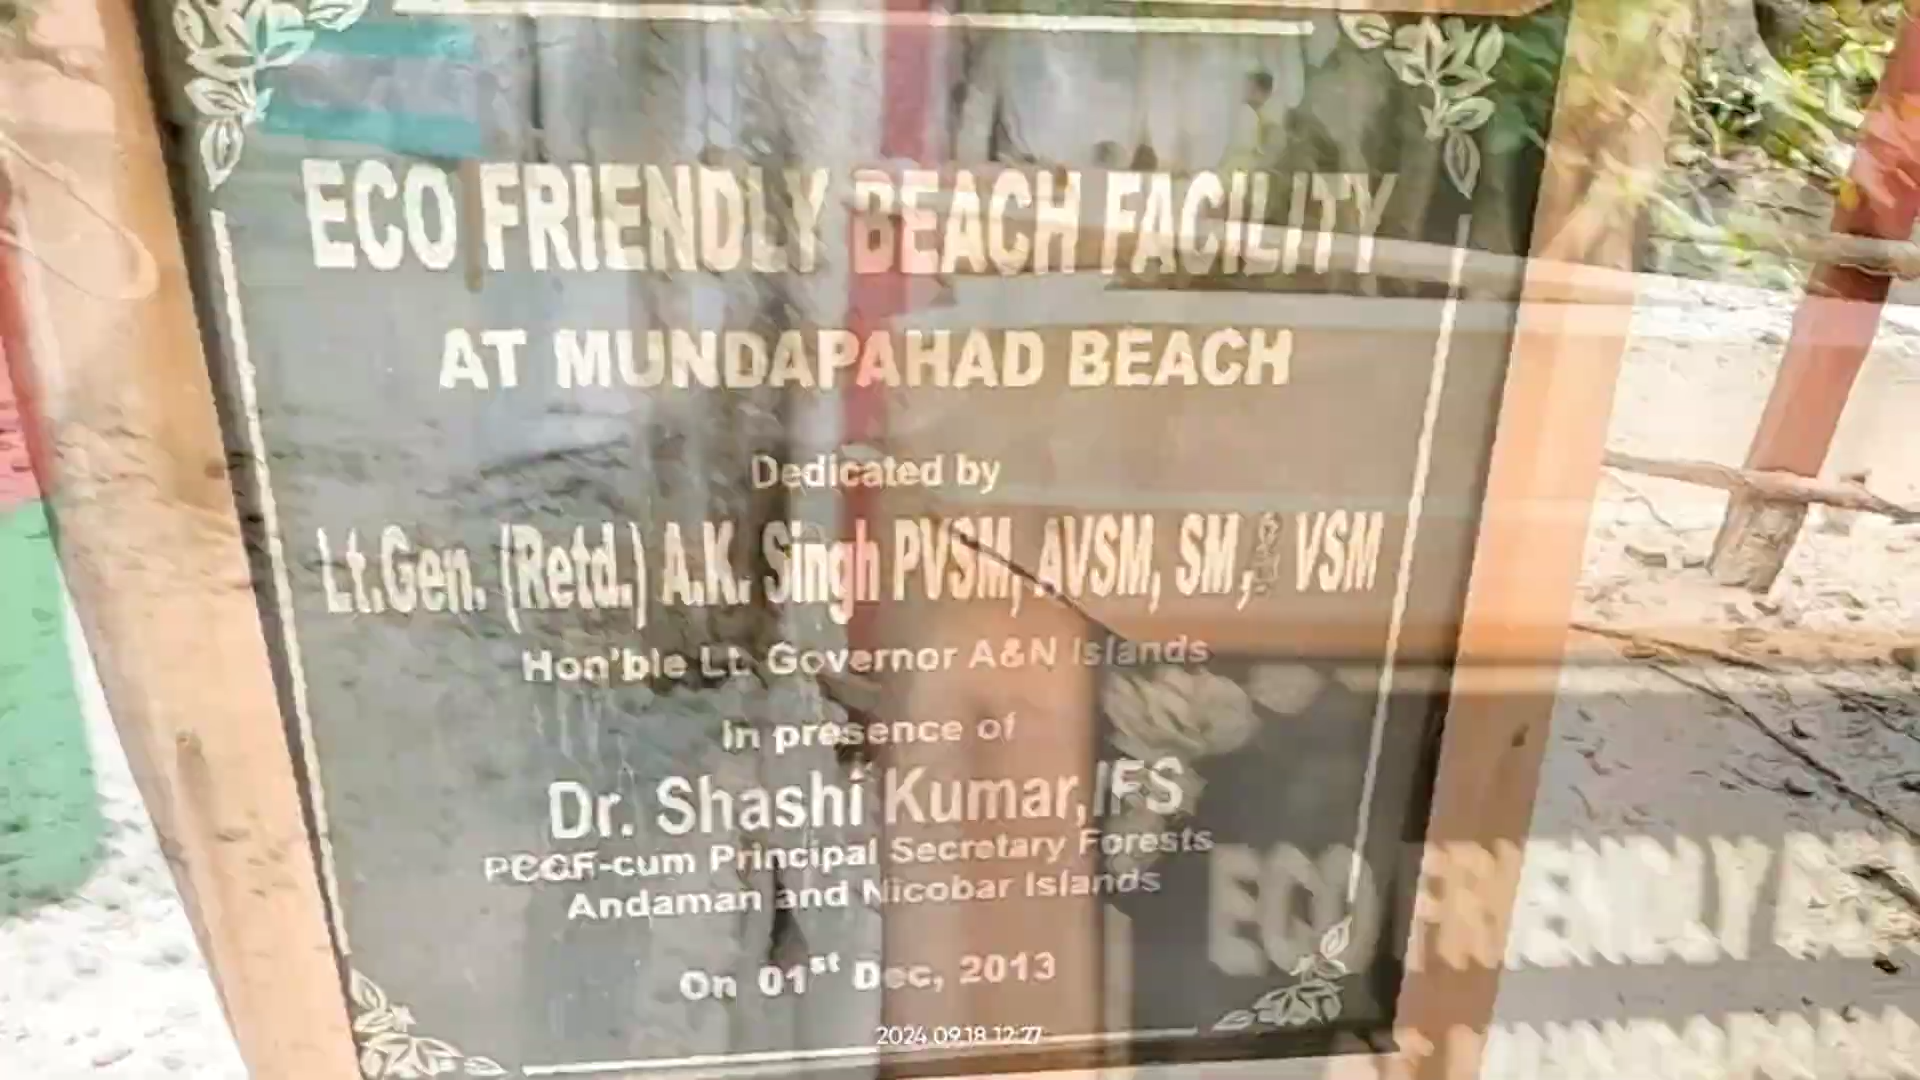 ECO FRIENDLY BEACH FACILITY
AT MUNDAPAHAD BEACH
Dedicated by
Lt.Gen. (Retd.) A.K. Singh PVSM, AVSM, SM, VSM
Hon'ble Lt. Governor A&N Islands
In presence of
Dr. Shashi Kumar,IFS
PCCF-cum Principal Secretary Forests
Andaman and Nicobar Islands
On 01st Dec, 2013
2024.09.18 12:27
ECO FRIENDLY